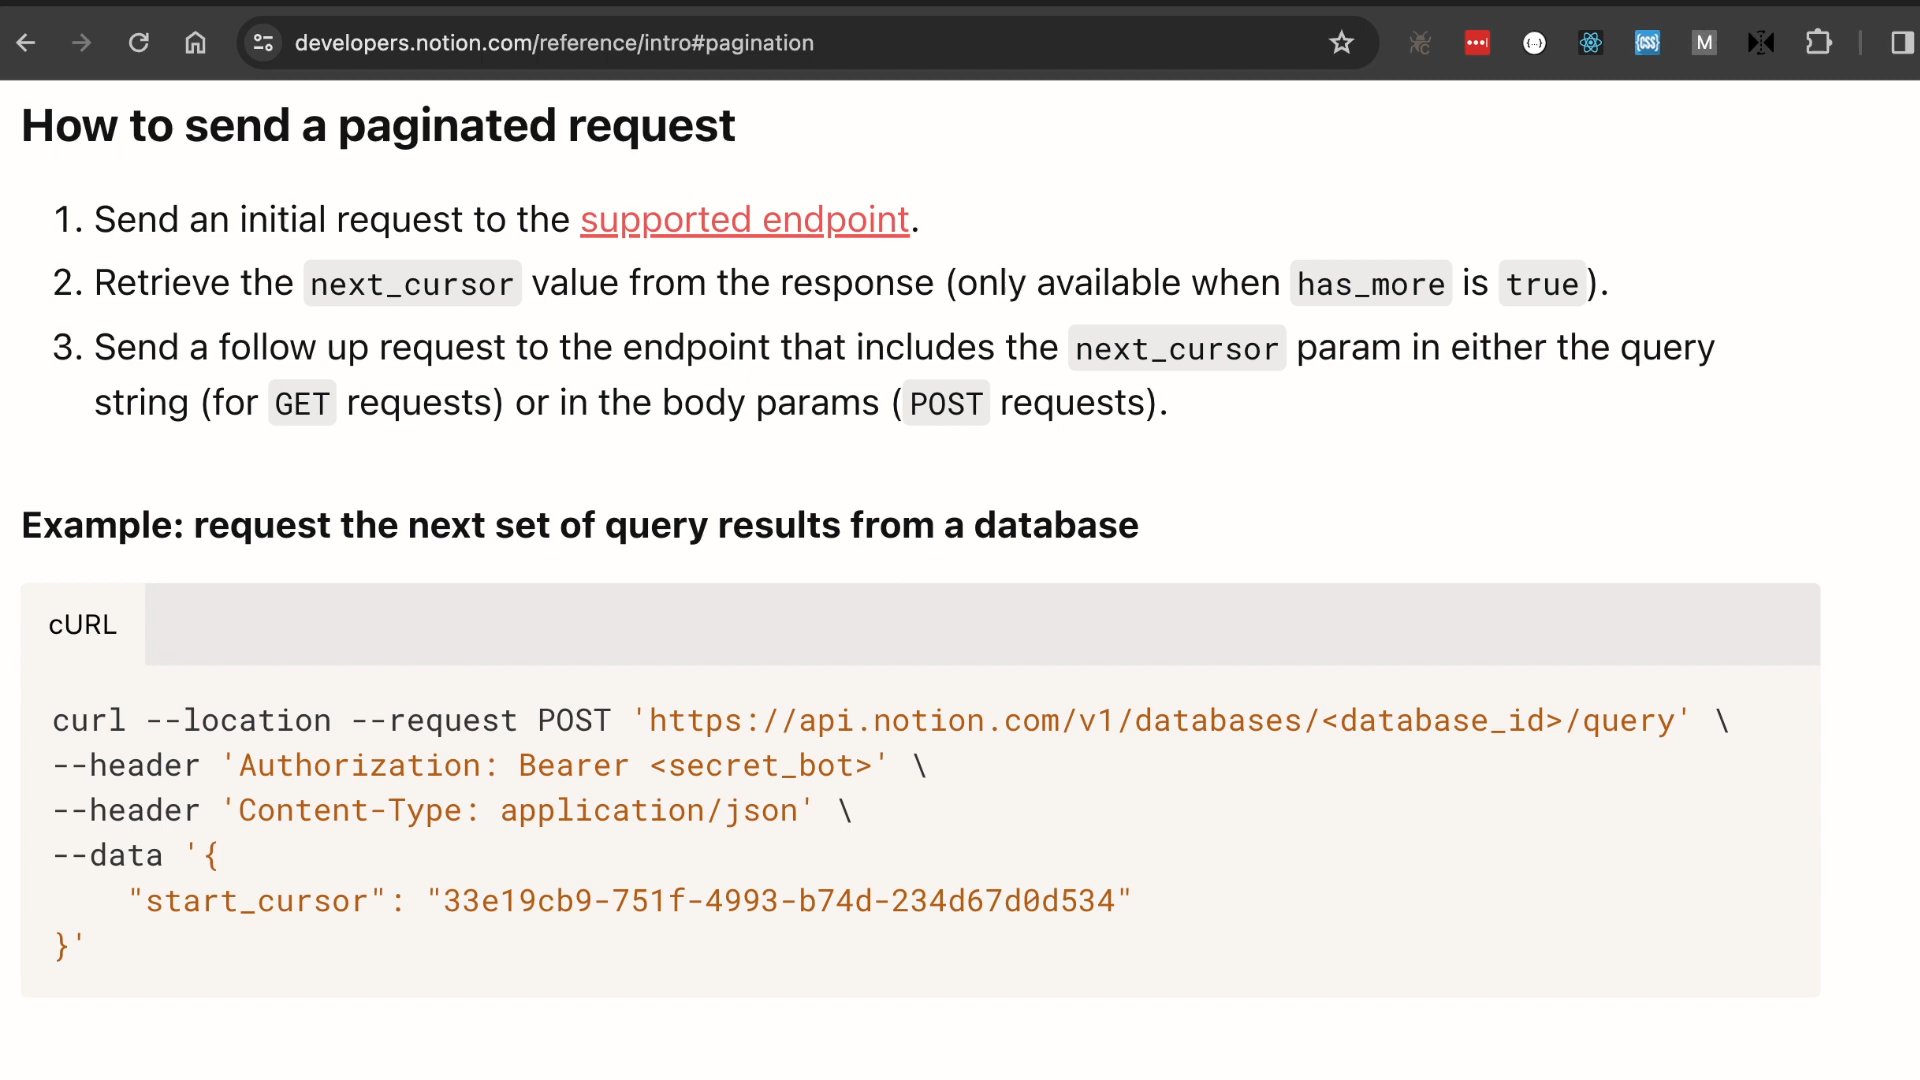 developers.notion.com/reference/intro#pagination
M
How to send a paginated request
1. Send an initial request to the supported endpoint.
2. Retrieve the next_cursor value from the response (only available when has_more is true).
3. Send a follow up request to the endpoint that includes the next_cursor param in either the query
string (for GET requests) or in the body params (POST requests).
Example: request the next set of query results from a database
cURL
curl --location --request POST 'https://api.notion.com/v1/databases/<database_id>/query' \
--header 'Authorization: Bearer <secret_bot>' \
--header 'Content-Type: application/json' \
--data '{
"start_cursor": "33e19cb9-751f-4993-b74d-234d67d0d534"
}'